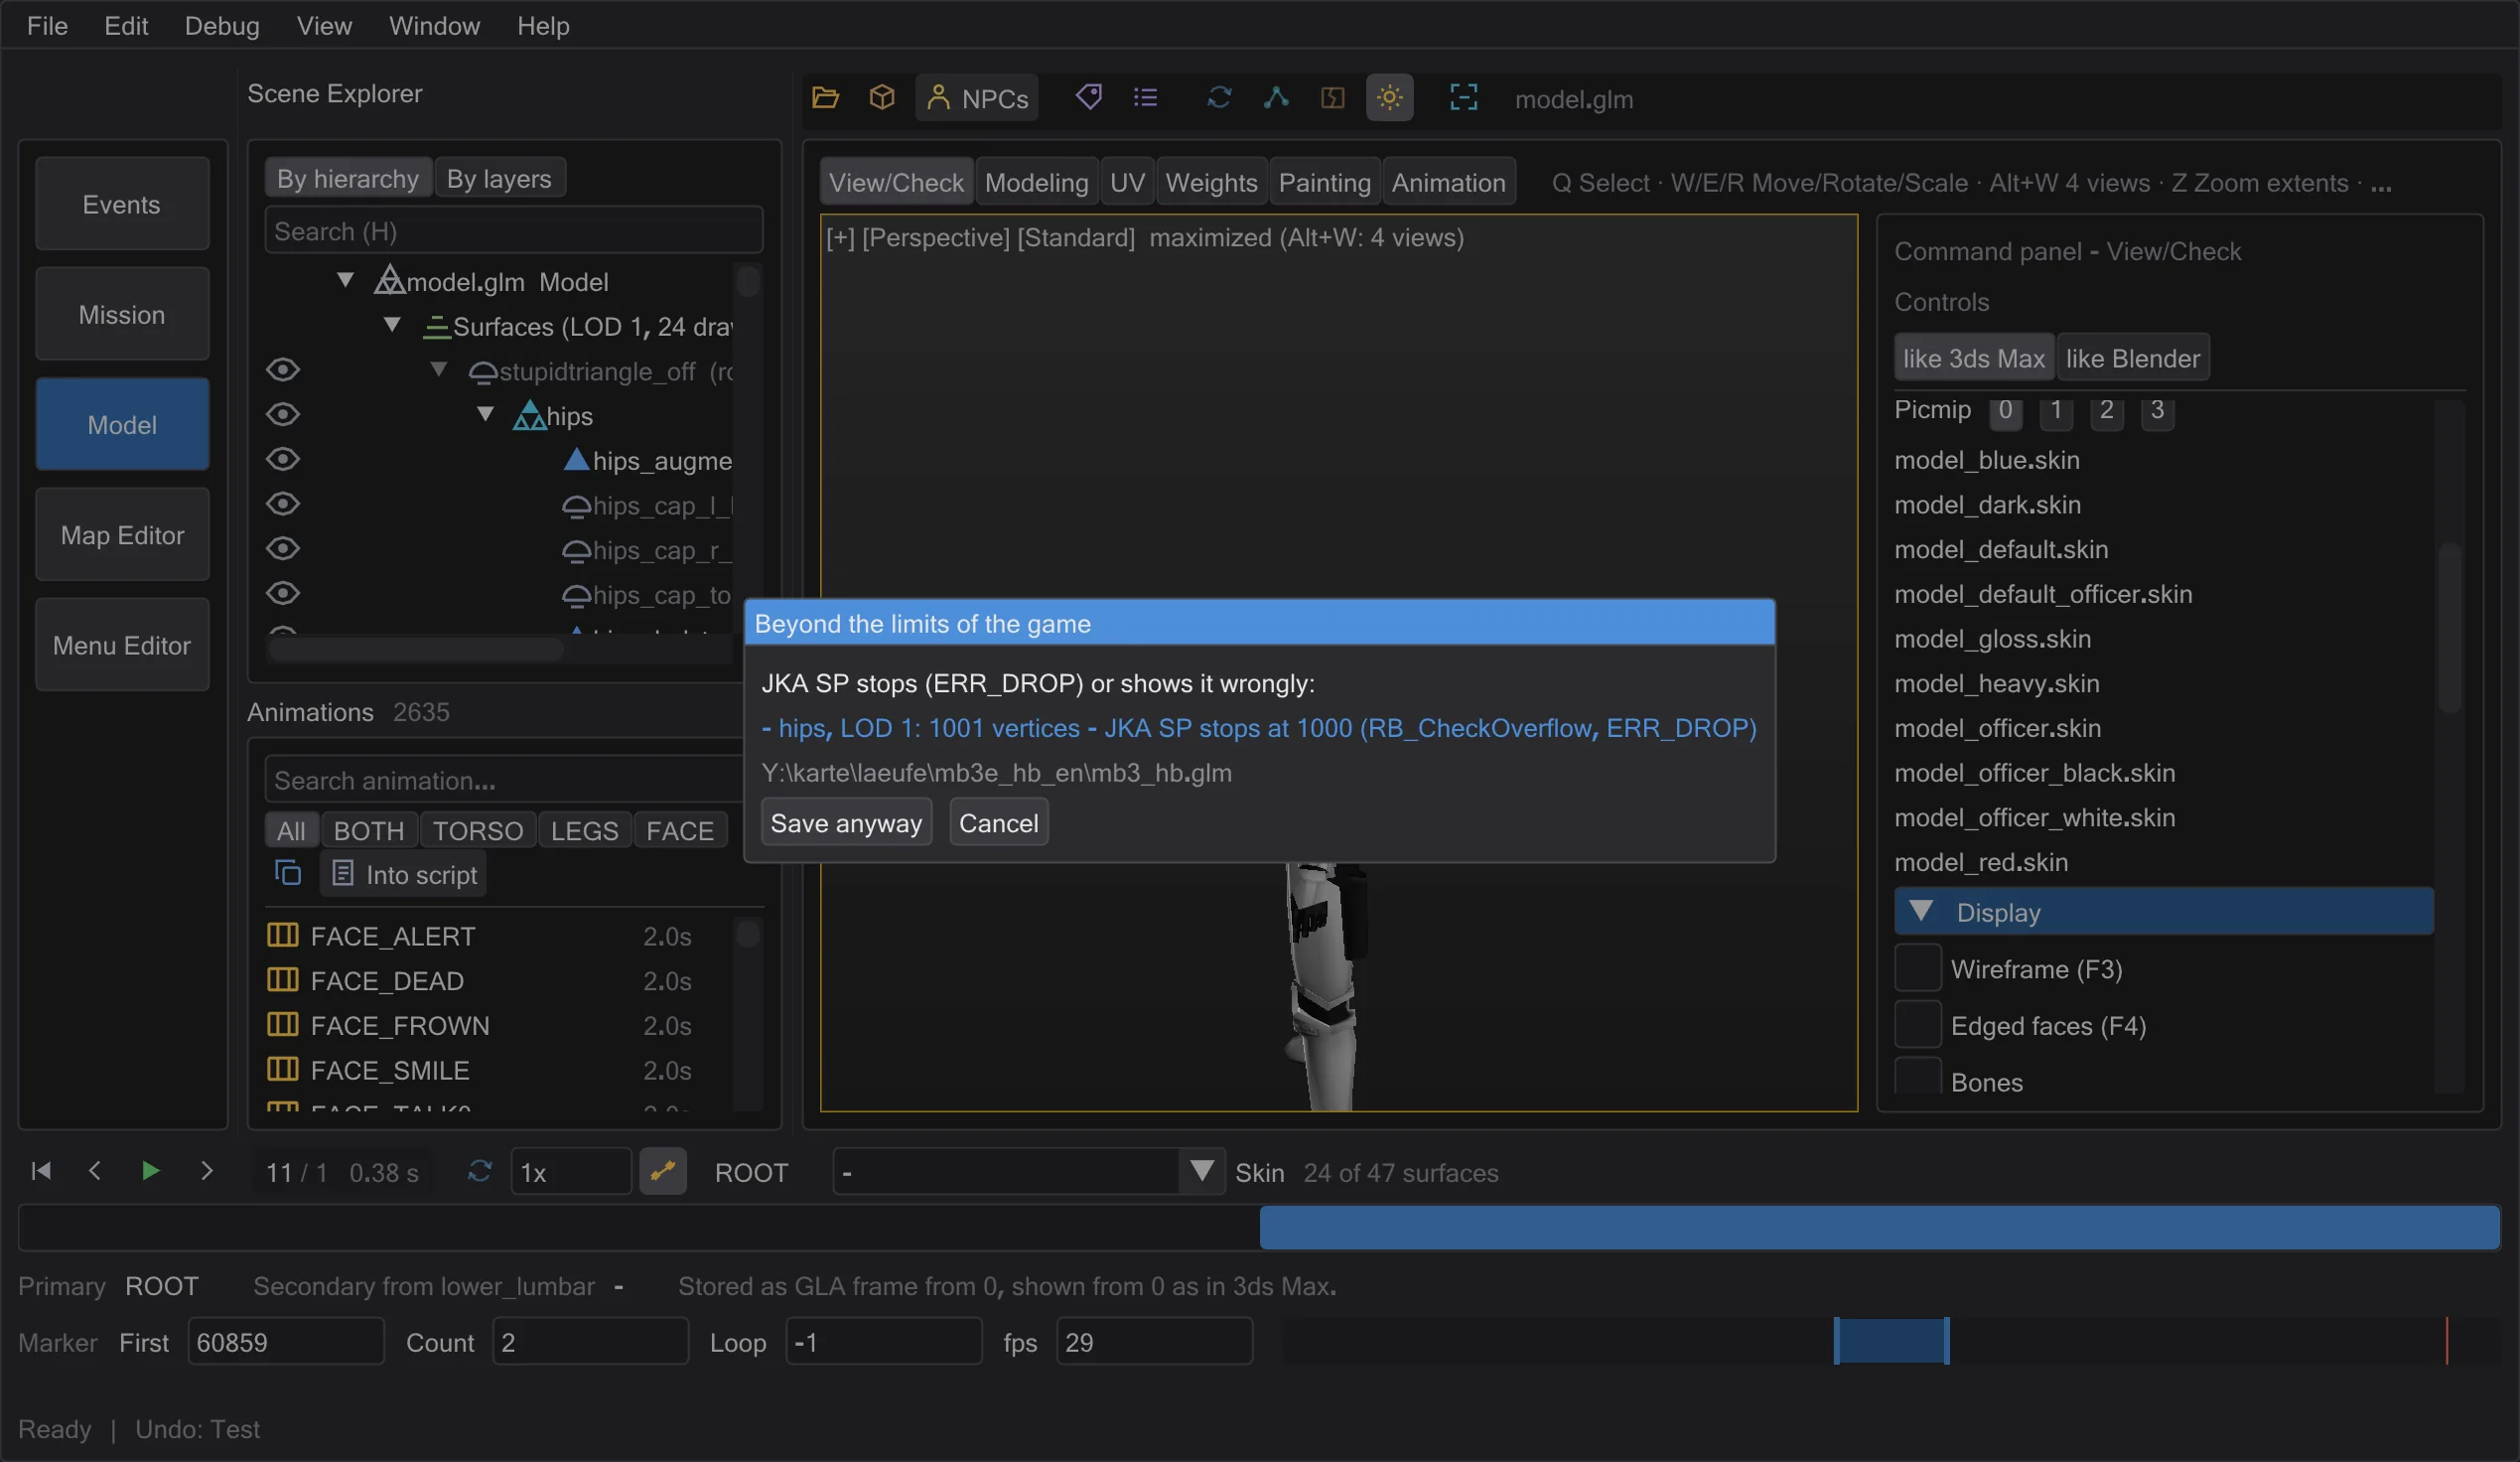 File Edit Debug View Window Help
Scene Explorer
NPCs
model.glm
Events
Mission
Model
Map Editor
Menu Editor
By hierarchy By layers
Search (H)
model.glm Model
Surfaces (LOD 1, 24 dra
stupidtriangle_off (ro
hips
hips_augme
hips_cap_l_
hips_cap_r_
hips_cap_to
Animations 2635
Search animation...
All BOTH TORSO LEGS FACE
Into script
FACE_ALERT 2.0s
FACE_DEAD 2.0s
FACE_FROWN 2.0s
FACE_SMILE 2.0s
View/Check Modeling UV Weights Painting Animation
Q Select · W/E/R Move/Rotate/Scale · Alt+W 4 views · Z Zoom extents · ...
[+] [Perspective] [Standard] maximized (Alt+W: 4 views)
Beyond the limits of the game
JKA SP stops (ERR_DROP) or shows it wrongly:
- hips, LOD 1: 1001 vertices - JKA SP stops at 1000 (RB_CheckOverflow, ERR_DROP)
Y:\karte\laeufe\mb3e_hb_en\mb3_hb.glm
Save anyway Cancel
Command panel - View/Check
Controls
like 3ds Max like Blender
Picmip 0 1 2 3
model_blue.skin
model_dark.skin
model_default.skin
model_default_officer.skin
model_gloss.skin
model_heavy.skin
model_officer.skin
model_officer_black.skin
model_officer_white.skin
model_red.skin
Display
Wireframe (F3)
Edged faces (F4)
Bones
11 / 1 0.38 s 1x ROOT - Skin 24 of 47 surfaces
Primary ROOT Secondary from lower_lumbar - Stored as GLA frame from 0, shown from 0 as in 3ds Max.
Marker First 60859 Count 2 Loop -1 fps 29
Ready | Undo: Test